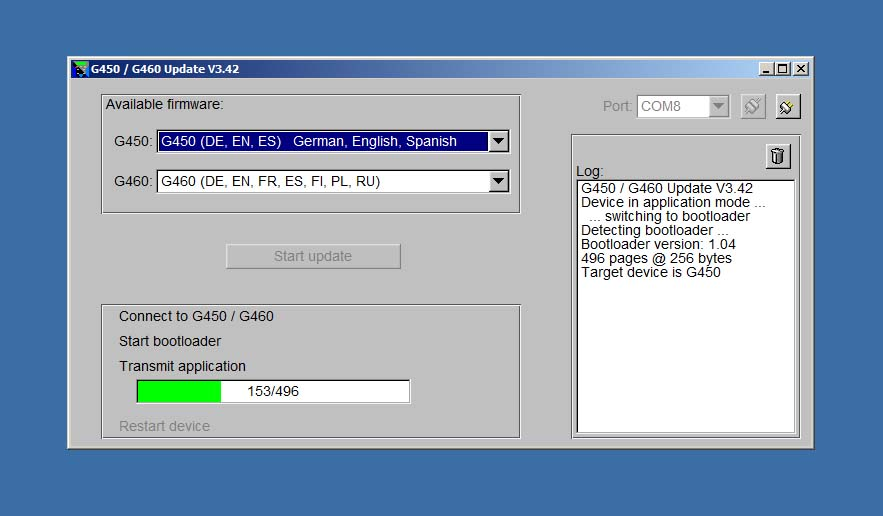 G450 / G460 Update V3.42
Available firmware:
G450: G450 (DE, EN, ES) German, English, Spanish
G460: G460 (DE, EN, FR, ES, FI, PL, RU)
Start update
Connect to G450 / G460
Start bootloader
Transmit application
153/496
Restart device
Port: COM8
Log:
G450 / G460 Update V3.42
Device in application mode ...
... switching to bootloader
Detecting bootloader ...
Bootloader version: 1.04
496 pages @ 256 bytes
Target device is G450